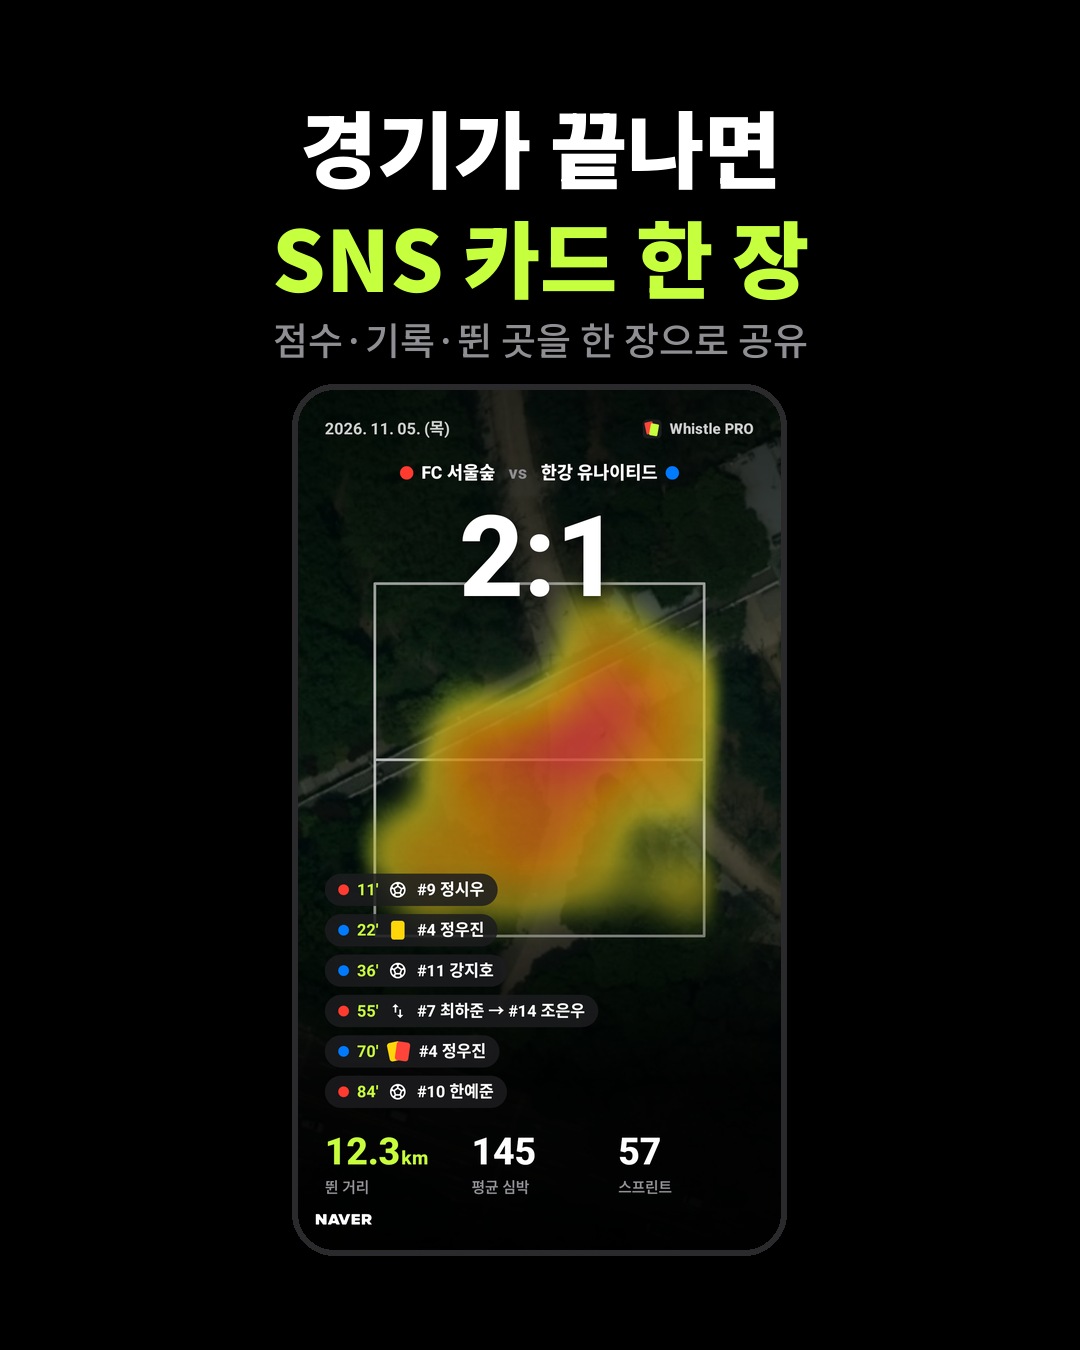 경기가 끝나면
SNS 카드 한 장
점수·기록·뛴 곳을 한 장으로 공유
2026. 11. 05. (목)
Whistle PRO
FC 서울숲 vs 한강 유나이티드
2:1
11' #9 정시우
22' #4 정우진
36' #11 강지호
55' #7 최하준 → #14 조은우
70' #4 정우진
84' #10 한예준
12.3km 145 57
뛴 거리 평균 심박 스프린트
NAVER